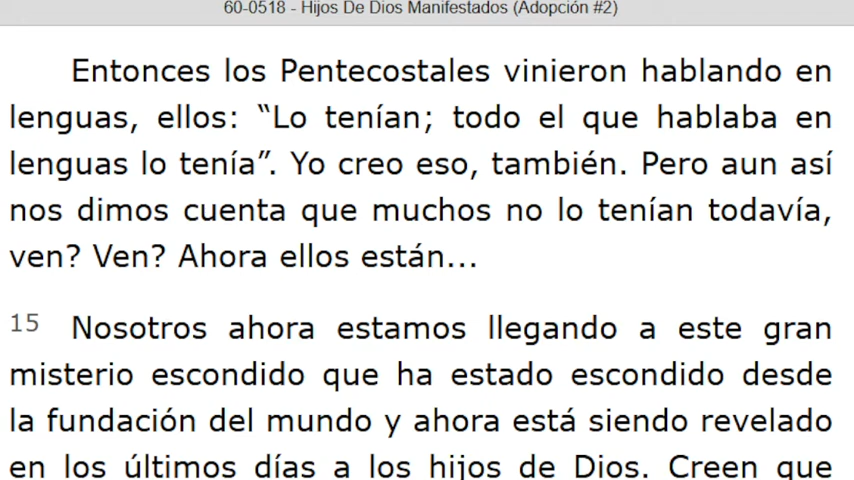 60-0518 - Hijos De Dios Manifestados (Adopción #2)
Entonces los Pentecostales vinieron hablando en
lenguas, ellos: “Lo tenían; todo el que hablaba en
lenguas lo tenía”. Yo creo eso, también. Pero aun así
nos dimos cuenta que muchos no lo tenían todavía,
ven? Ven? Ahora ellos están...
15 Nosotros ahora estamos llegando a este gran
misterio escondido que ha estado escondido desde
la fundación del mundo y ahora está siendo revelado
en los últimos días a los hijos de Dios. Creen que